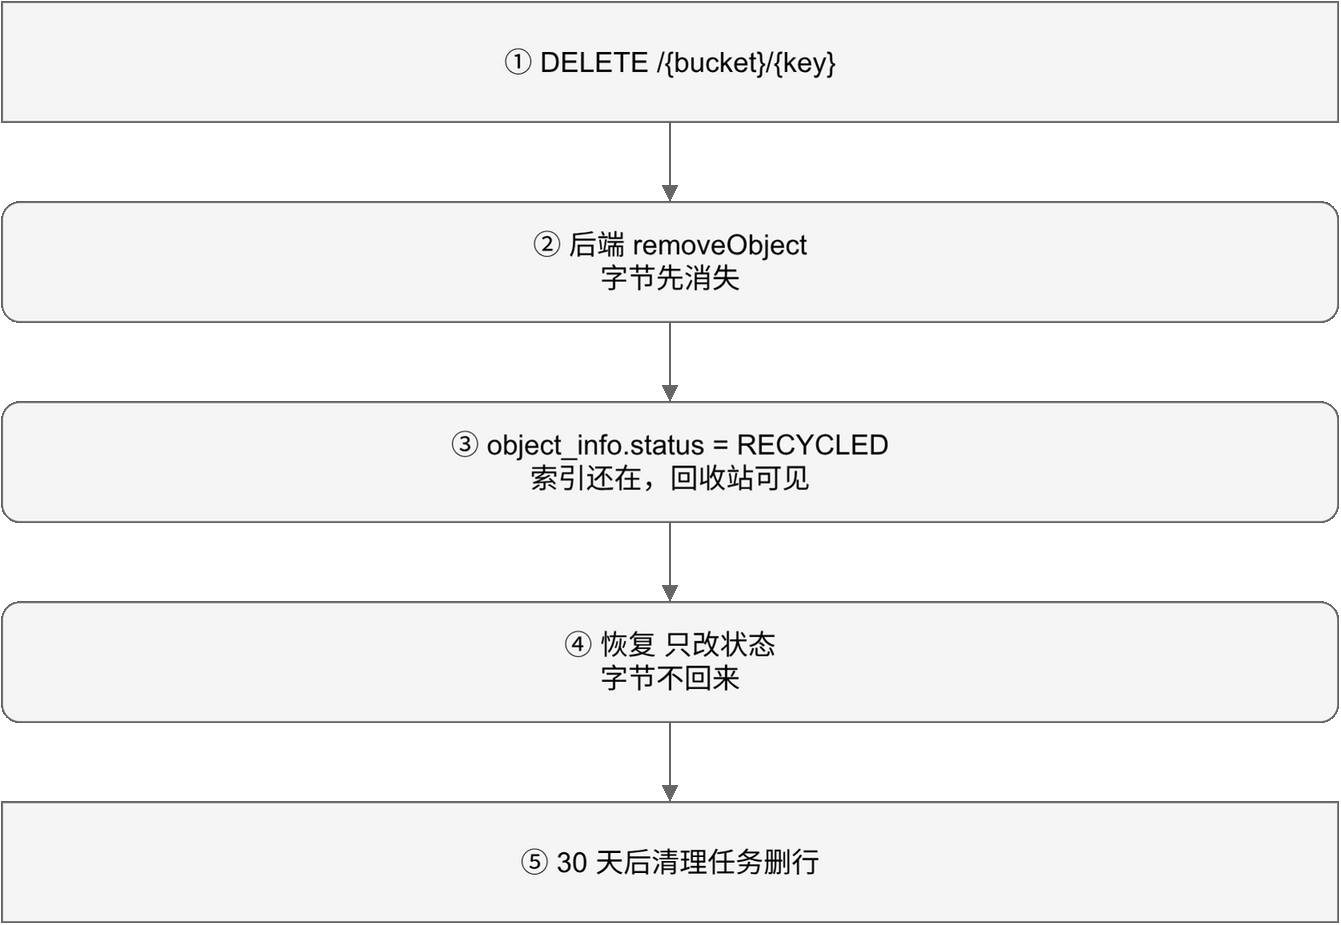 ① DELETE /{bucket}/{key}
② 后端 removeObject
字节先消失
③ object_info.status = RECYCLED
索引还在，回收站可见
④ 恢复 只改状态
字节不回来
⑤ 30 天后清理任务删行